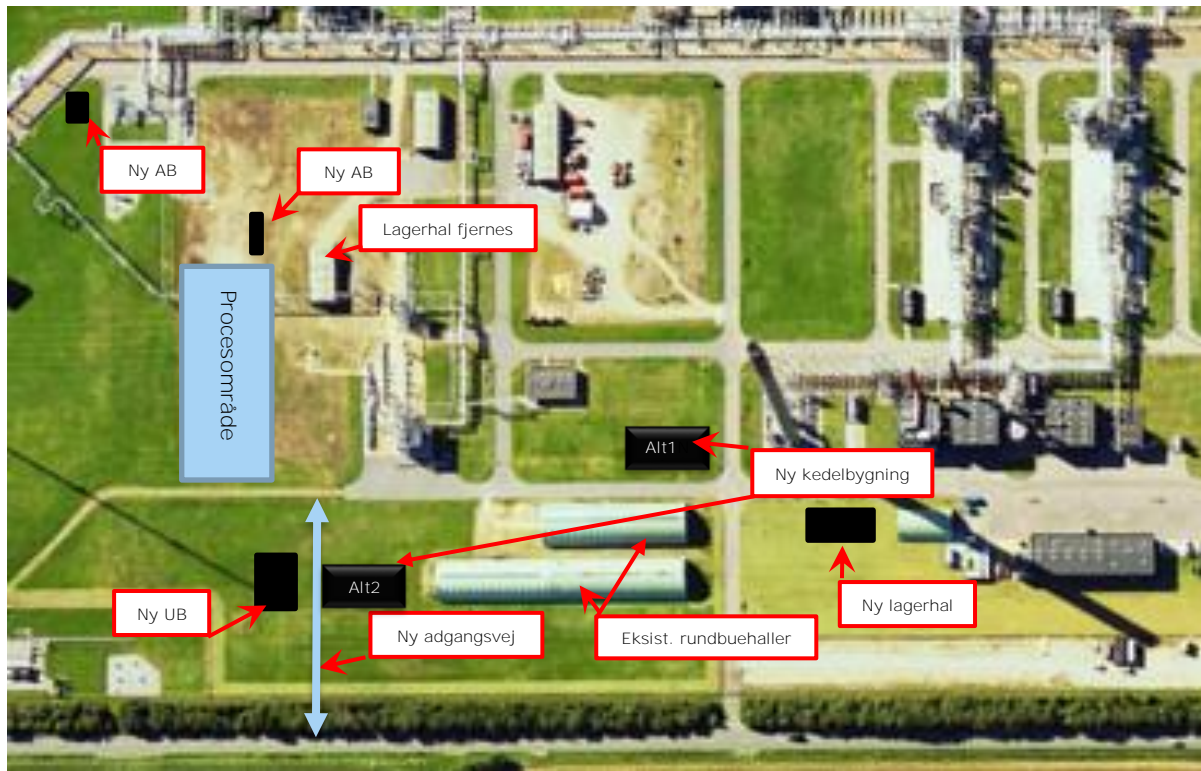 Ny AB
Ny AB
Lagerhal fjernes
Procesområde
Alt1
Ny kedelbygning
Alt2
Ny UB
Ny adgangsvej
Eksist. rundbuehaller
Ny lagerhal